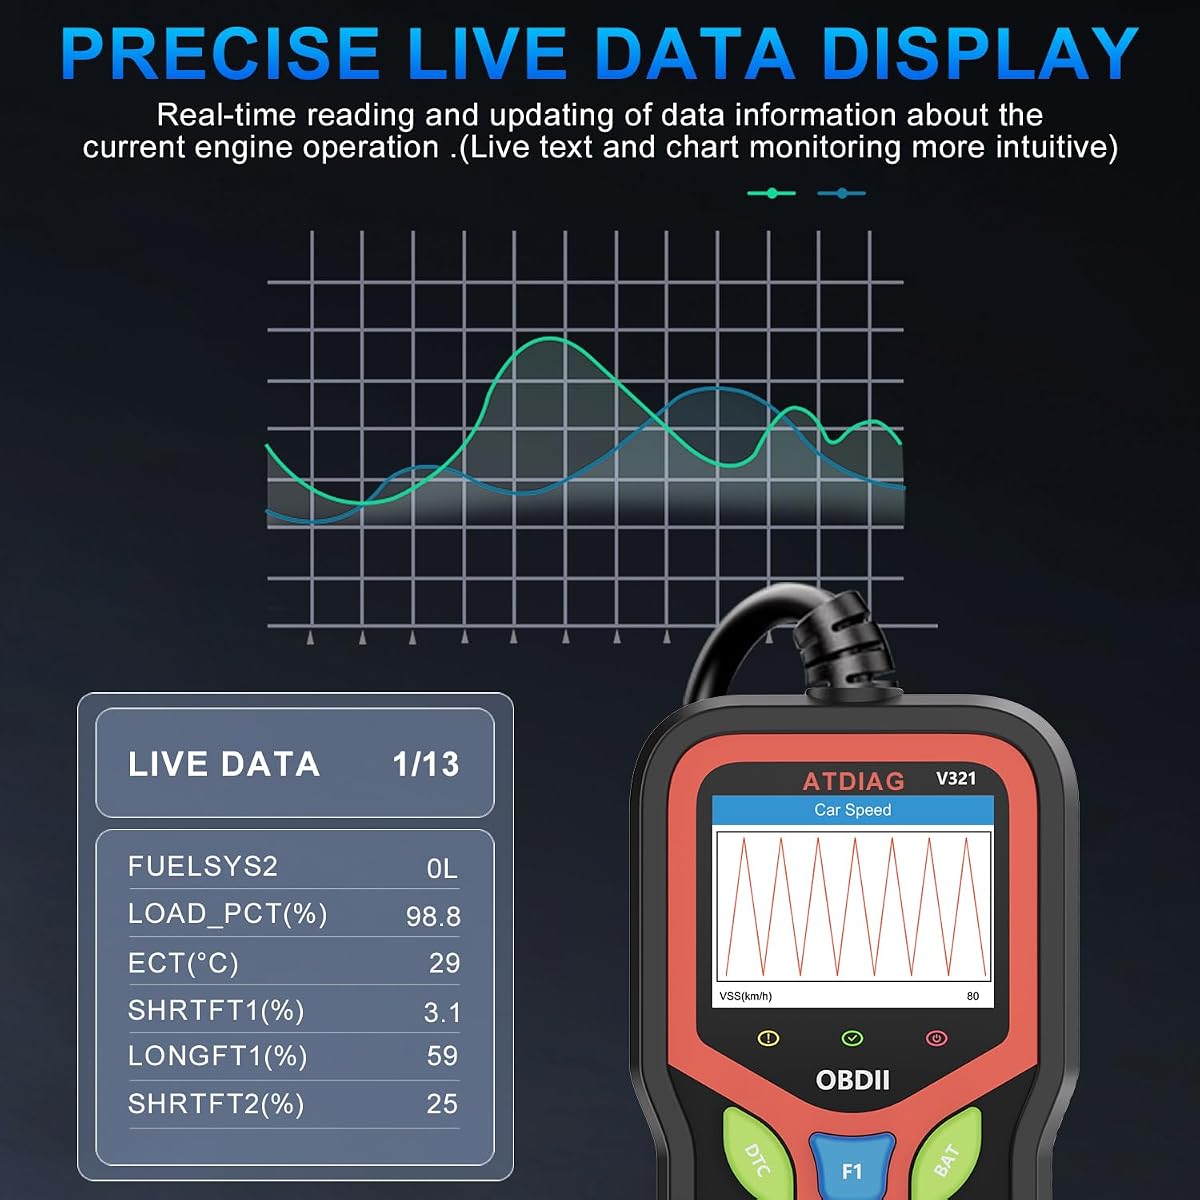 PRECISE LIVE DATA DISPLAY
Real-time reading and updating of data information about the
current engine operation .(Live text and chart monitoring more intuitive)
LIVE DATA 1/13
FUELSYS2 0L
LOAD_PCT(%) 98.8
ECT(°C) 29
SHRTFT1(%) 3.1
LONGFT1(%) 59
SHRTFT2(%) 25
ATDIAG V321
Car Speed
VSS(km/h) 80
OBDII
DTC
F1
BAT